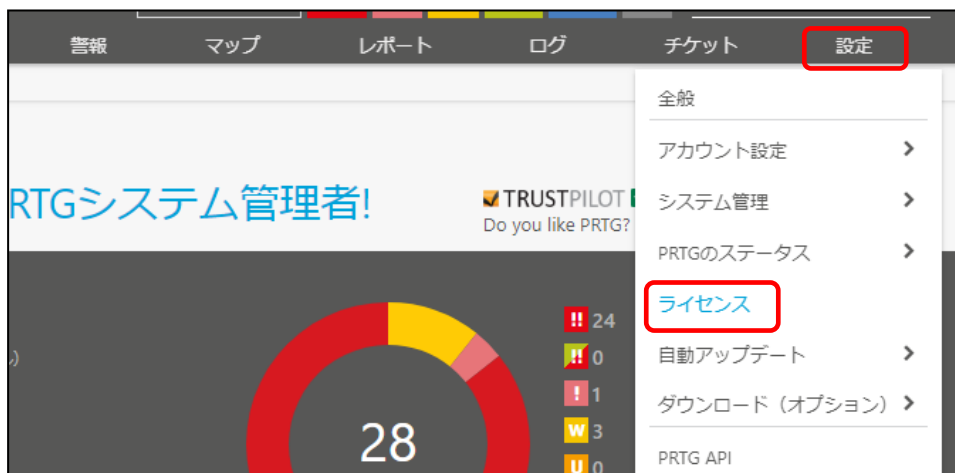 警報 マップ レポート ログ チケット 設定
全般
アカウント設定
RTGシステム管理者!
TRUSTPILOT
Do you like PRTG?
システム管理
PRTGのステータス
ライセンス
自動アップデート
ダウンロード（オプション）
PRTG API
28
!! 24
!! 0
! 1
W 3
U 0